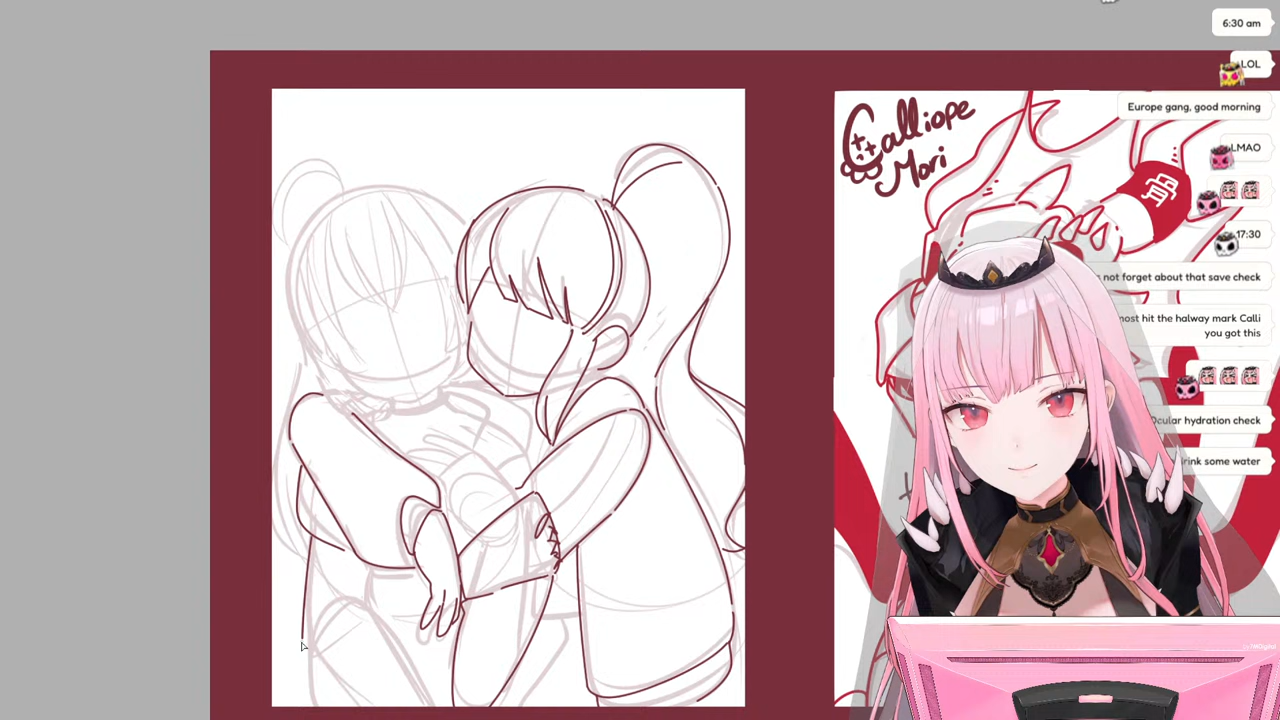 Calliope
Mori
骨
6:30 am
LOL
Europe gang, good morning
LMAO
17:30
not forget about that save check
most hit the halway mark Calli
you got this
Ocular hydration check
drink some water